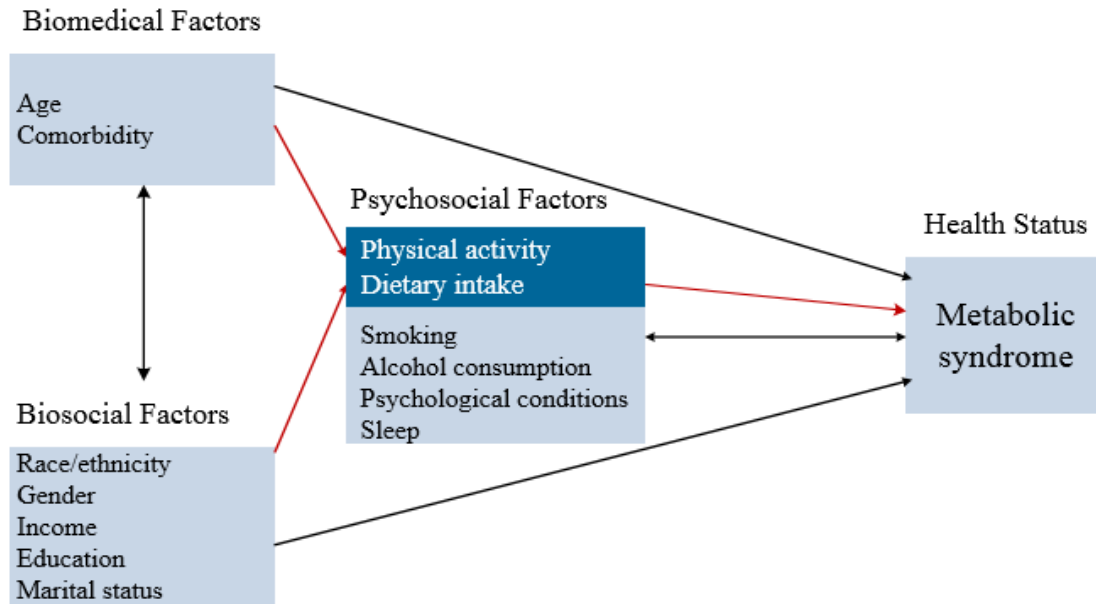 Biomedical Factors
Age
Comorbidity
Psychosocial Factors
Physical activity
Dietary intake
Smoking
Alcohol consumption
Psychological conditions
Sleep
Health Status
Metabolic
syndrome
Biosocial Factors
Race/ethnicity
Gender
Income
Education
Marital status